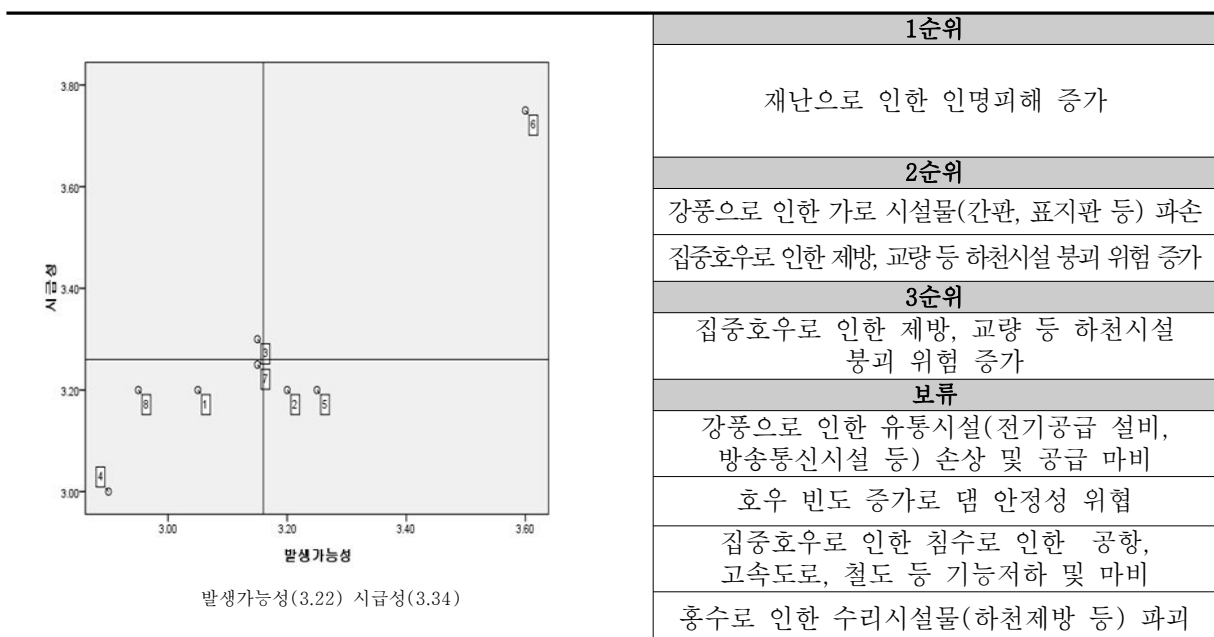 3.80
3.60
3.40
3.20
3.00
시급성
6
3
7
8
1
2
5
4
3.00
3.20
3.40
3.60
발생가능성
발생가능성(3.22) 시급성(3.34)
1순위
재난으로 인한 인명피해 증가
2순위
강풍으로 인한 가로 시설물(간판, 표지판 등) 파손
집중호우로 인한 제방, 교량 등 하천시설 붕괴 위험 증가
3순위
집중호우로 인한 제방, 교량 등 하천시설
붕괴 위험 증가
보류
강풍으로 인한 유통시설(전기공급 설비,
방송통신시설 등) 손상 및 공급 마비
호우 빈도 증가로 댐 안정성 위협
집중호우로 인한 침수로 인한 공항,
고속도로, 철도 등 기능저하 및 마비
홍수로 인한 수리시설물(하천제방 등) 파괴